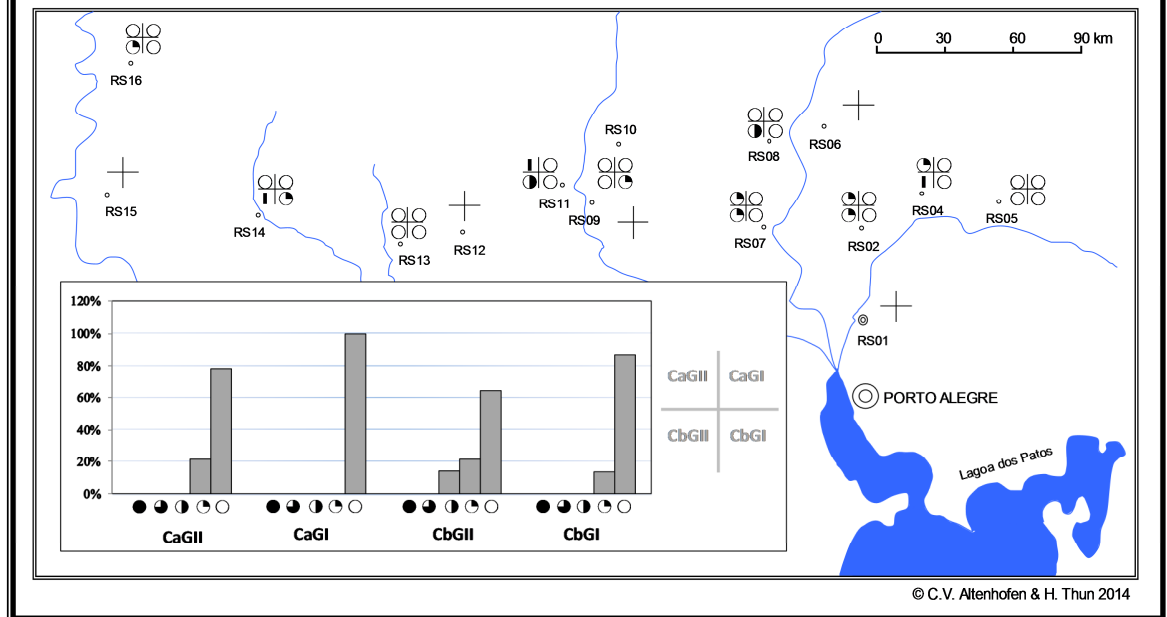 0 30 60 90 km
RS16
RS10
RS08
RS06
RS15
RS14
RS13
RS12
RS11
RS09
RS07
RS02
RS04
RS05
RS01
PORTO ALEGRE
Lagoa dos Patos
120%
100%
80%
60%
40%
20%
0%
CaGII CaGI CbGII CbGI
CaGII CaGI
CbGII CbGI
© C.V. Altenhofen & H. Thun 2014